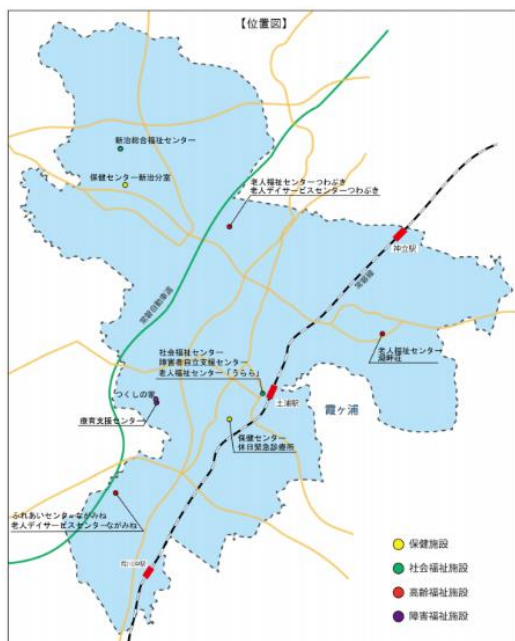 【位置図】
新治総合福祉センター
保健センター新治分室
老人福祉センターつわぶき
老人デイサービスセンターつわぶき
神立駅
常磐線
常磐自動車道
老人福祉センター
湖畔荘
社会福祉センター
障害者自立支援センター
老人福祉センター「うらら」
土浦駅
霞ヶ浦
つくしの家
療育支援センター
保健センター
休日緊急診療所
ふれあいセンターながみね
老人デイサービスセンターながみね
荒川沖駅
保健施設
社会福祉施設
高齢福祉施設
障害福祉施設